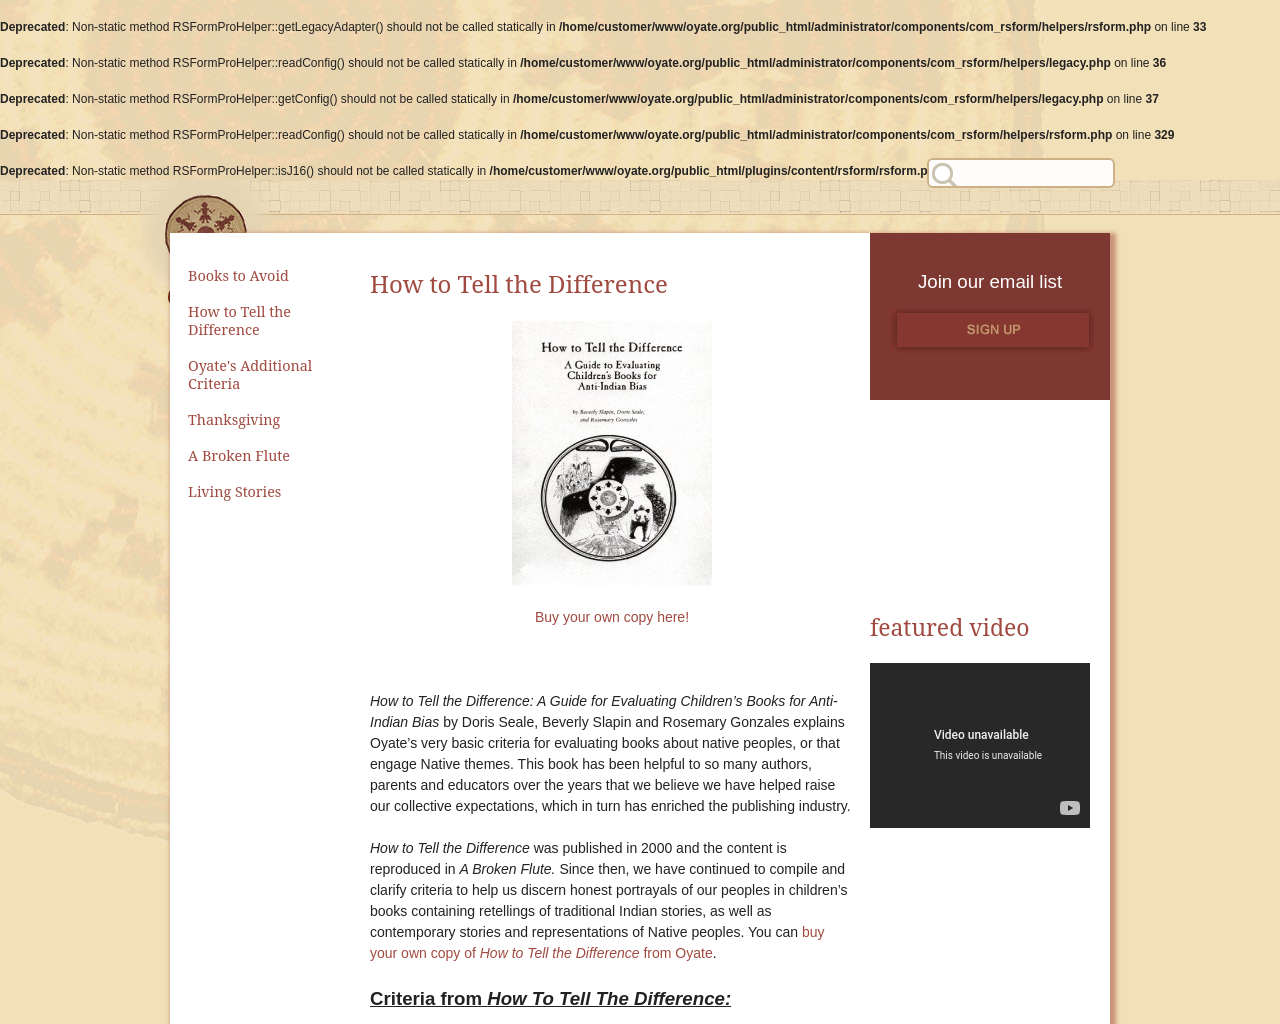 Deprecated: Non-static method RSFormProHelper::getLegacyAdapter() should not be called statically in /home/customer/www/oyate.org/public_html/administrator/components/com_rsform/helpers/rsform.php on line 33
Deprecated: Non-static method RSFormProHelper::readConfig() should not be called statically in /home/customer/www/oyate.org/public_html/administrator/components/com_rsform/helpers/legacy.php on line 36
Deprecated: Non-static method RSFormProHelper::getConfig() should not be called statically in /home/customer/www/oyate.org/public_html/administrator/components/com_rsform/helpers/legacy.php on line 37
Deprecated: Non-static method RSFormProHelper::readConfig() should not be called statically in /home/customer/www/oyate.org/public_html/administrator/components/com_rsform/helpers/rsform.php on line 329
Deprecated: Non-static method RSFormProHelper::isJ16() should not be called statically in /home/customer/www/oyate.org/public_html/plugins/content/rsform/rsform.p
Books to Avoid
How to Tell the
Difference
Oyate's Additional
Criteria
Thanksgiving
A Broken Flute
Living Stories
How to Tell the Difference
How to Tell the Difference
A Guide to Evaluating
Children's Books for
Anti-Indian Bias
by Beverly Slapin, Doris Seale,
and Rosemary Gonzales
Buy your own copy here!
How to Tell the Difference: A Guide for Evaluating Children’s Books for Anti-
Indian Bias by Doris Seale, Beverly Slapin and Rosemary Gonzales explains
Oyate’s very basic criteria for evaluating books about native peoples, or that
engage Native themes. This book has been helpful to so many authors,
parents and educators over the years that we believe we have helped raise
our collective expectations, which in turn has enriched the publishing industry.
How to Tell the Difference was published in 2000 and the content is
reproduced in A Broken Flute. Since then, we have continued to compile and
clarify criteria to help us discern honest portrayals of our peoples in children’s
books containing retellings of traditional Indian stories, as well as
contemporary stories and representations of Native peoples. You can buy
your own copy of How to Tell the Difference from Oyate.
Criteria from How To Tell The Difference:
Join our email list
SIGN UP
featured video
Video unavailable
This video is unavailable